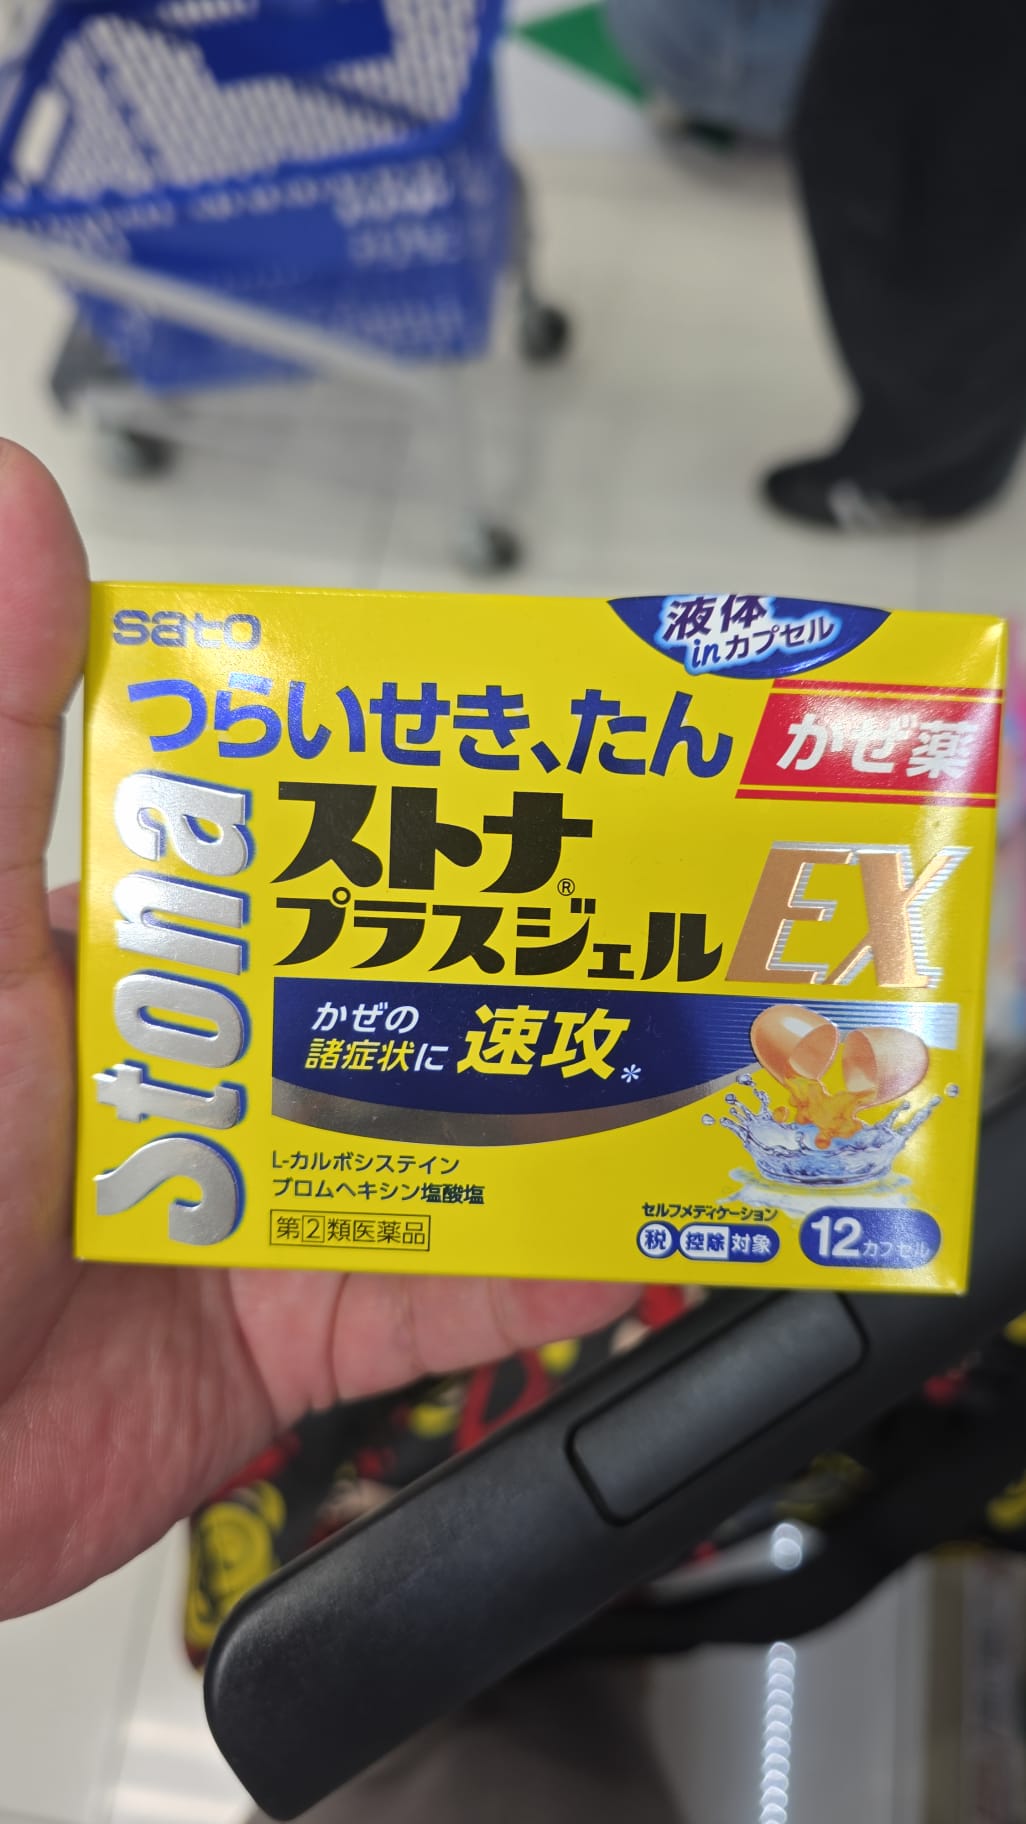 sato
液体
inカプセル
つらいせき、たん
かぜ薬
Stona
ストナ®
プラスジェル
EX
かぜの
諸症状に
速攻*
L-カルボシステイン
ブロムヘキシン塩酸塩
第②類医薬品
セルフメディケーション
税 控除 対象
12カプセル